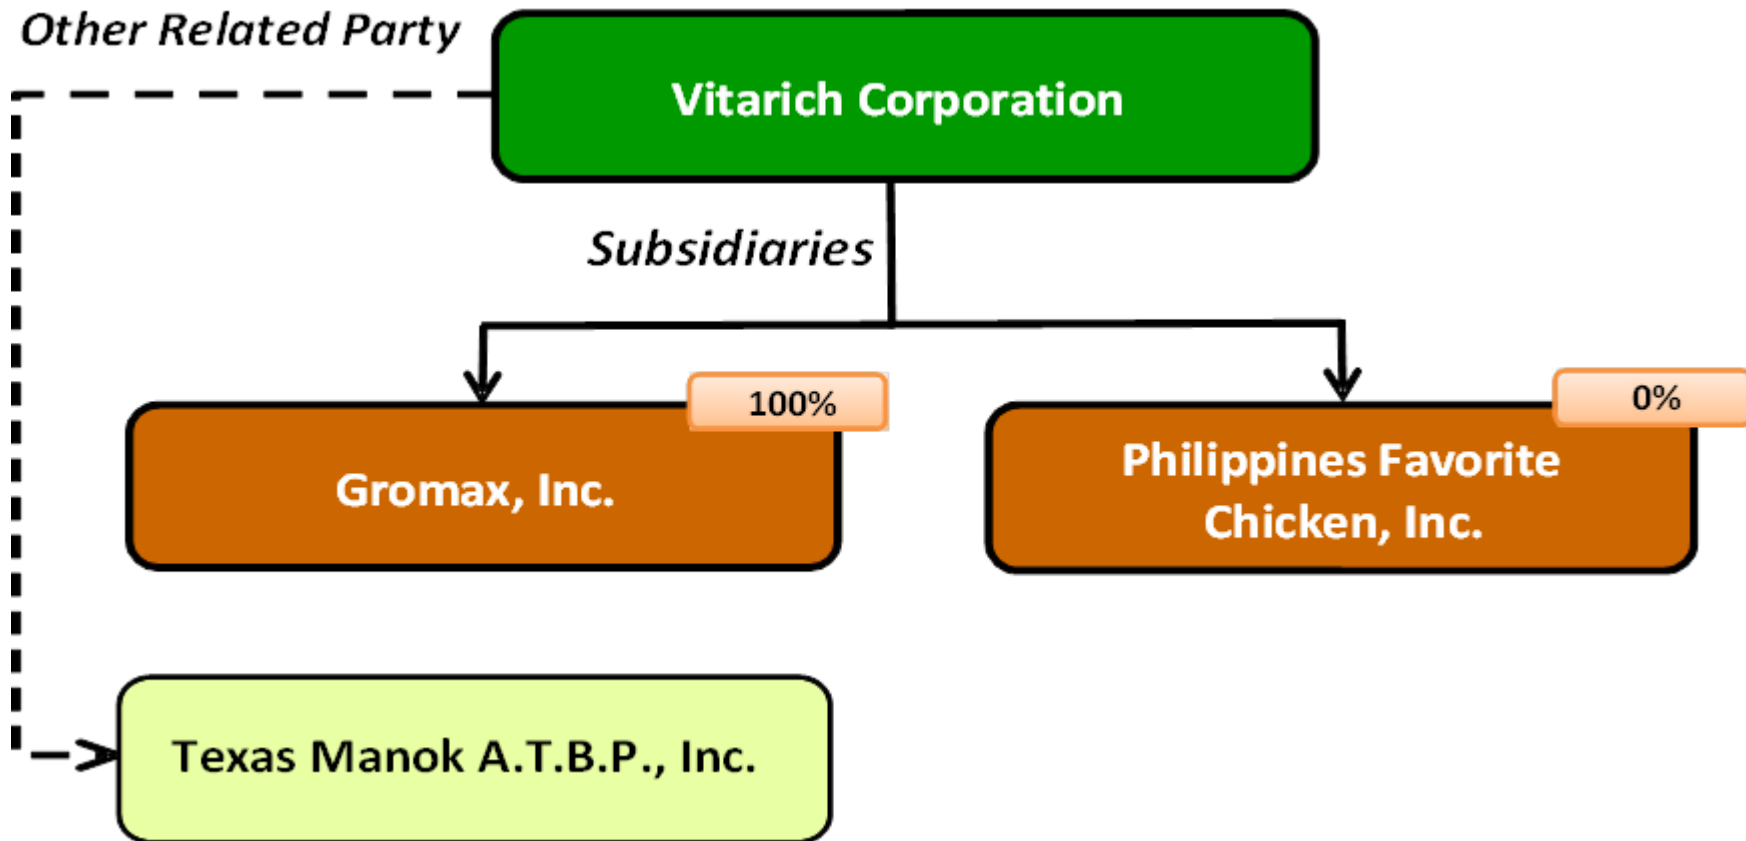 Other Related Party
Vitarich Corporation
Subsidiaries
100%
0%
Gromax, Inc.
Philippines Favorite
Chicken, Inc.
Texas Manok A.T.B.P., Inc.